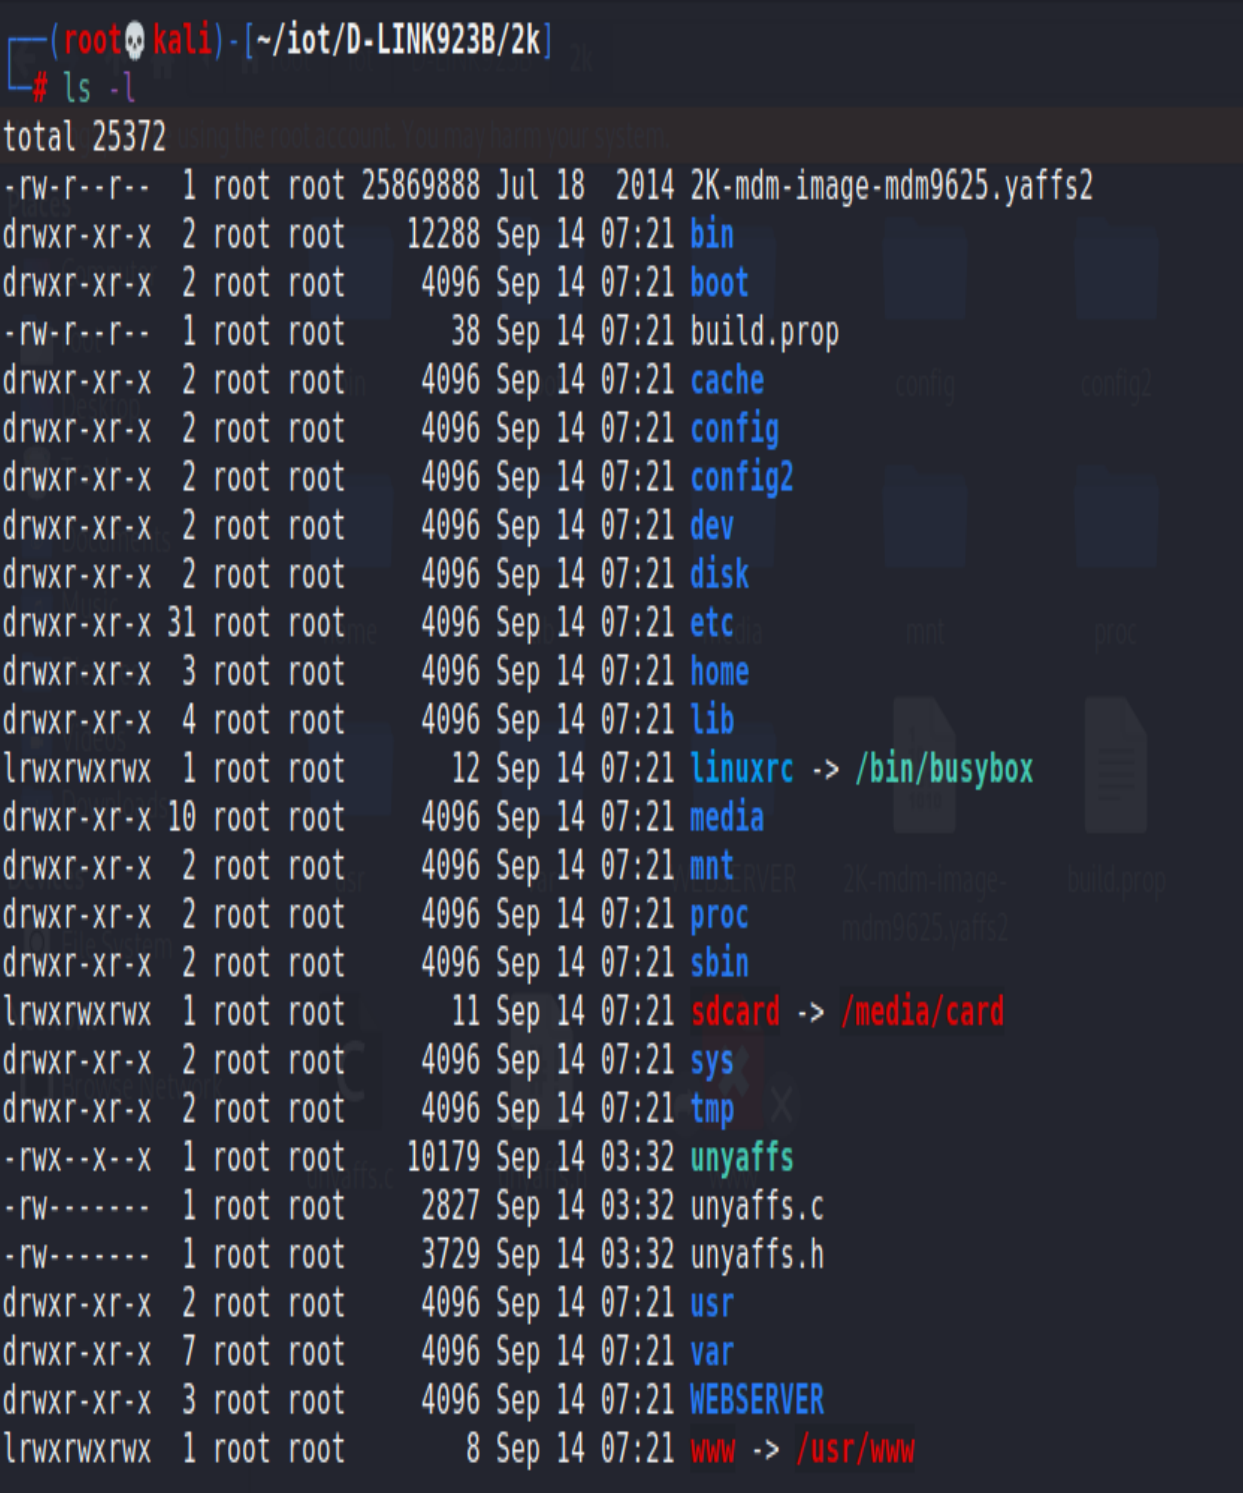 ┌──(root💀kali)-[~/iot/D-LINK923B/2k]
└─# ls -l
total 25372
-rw-r--r--  1 root root 25869888 Jul 18  2014 2K-mdm-image-mdm9625.yaffs2
drwxr-xr-x  2 root root    12288 Sep 14 07:21 bin
drwxr-xr-x  2 root root     4096 Sep 14 07:21 boot
-rw-r--r--  1 root root       38 Sep 14 07:21 build.prop
drwxr-xr-x  2 root root     4096 Sep 14 07:21 cache
drwxr-xr-x  2 root root     4096 Sep 14 07:21 config
drwxr-xr-x  2 root root     4096 Sep 14 07:21 config2
drwxr-xr-x  2 root root     4096 Sep 14 07:21 dev
drwxr-xr-x  2 root root     4096 Sep 14 07:21 disk
drwxr-xr-x 31 root root     4096 Sep 14 07:21 etc
drwxr-xr-x  3 root root     4096 Sep 14 07:21 home
drwxr-xr-x  4 root root     4096 Sep 14 07:21 lib
lrwxrwxrwx  1 root root       12 Sep 14 07:21 linuxrc -> /bin/busybox
drwxr-xr-x 10 root root     4096 Sep 14 07:21 media
drwxr-xr-x  2 root root     4096 Sep 14 07:21 mnt
drwxr-xr-x  2 root root     4096 Sep 14 07:21 proc
drwxr-xr-x  2 root root     4096 Sep 14 07:21 sbin
lrwxrwxrwx  1 root root       11 Sep 14 07:21 sdcard -> /media/card
drwxr-xr-x  2 root root     4096 Sep 14 07:21 sys
drwxr-xr-x  2 root root     4096 Sep 14 07:21 tmp
-rwx--x--x  1 root root    10179 Sep 14 03:32 unyaffs
-rw-------  1 root root     2827 Sep 14 03:32 unyaffs.c
-rw-------  1 root root     3729 Sep 14 03:32 unyaffs.h
drwxr-xr-x  2 root root     4096 Sep 14 07:21 usr
drwxr-xr-x  7 root root     4096 Sep 14 07:21 var
drwxr-xr-x  3 root root     4096 Sep 14 07:21 WEBSERVER
lrwxrwxrwx  1 root root        8 Sep 14 07:21 www -> /usr/www